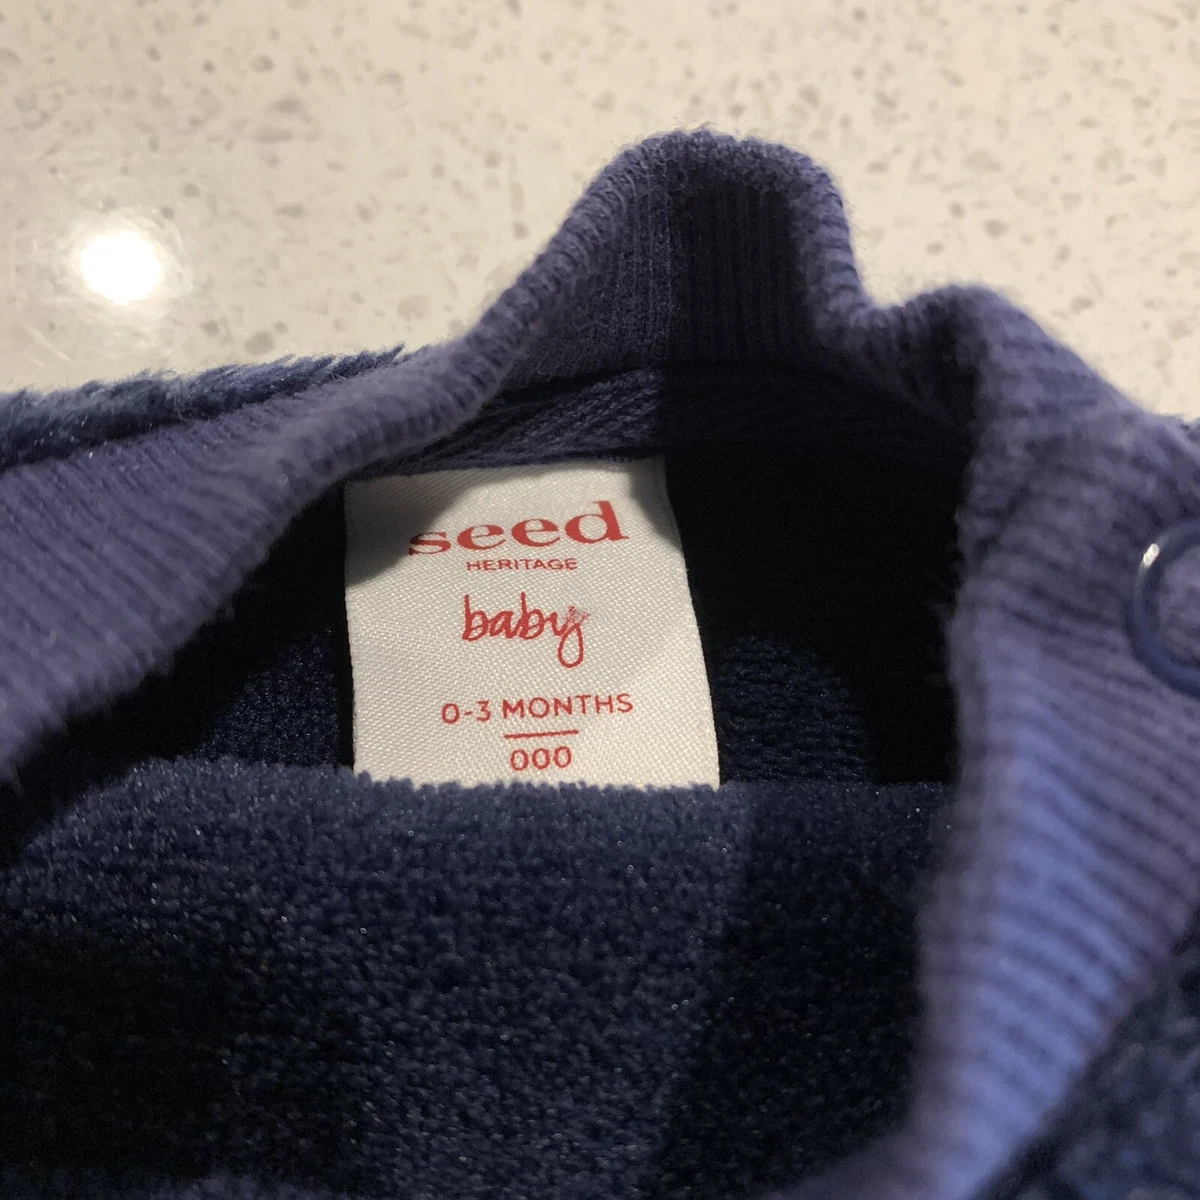 seed
HERITAGE
baby
0-3 MONTHS
000